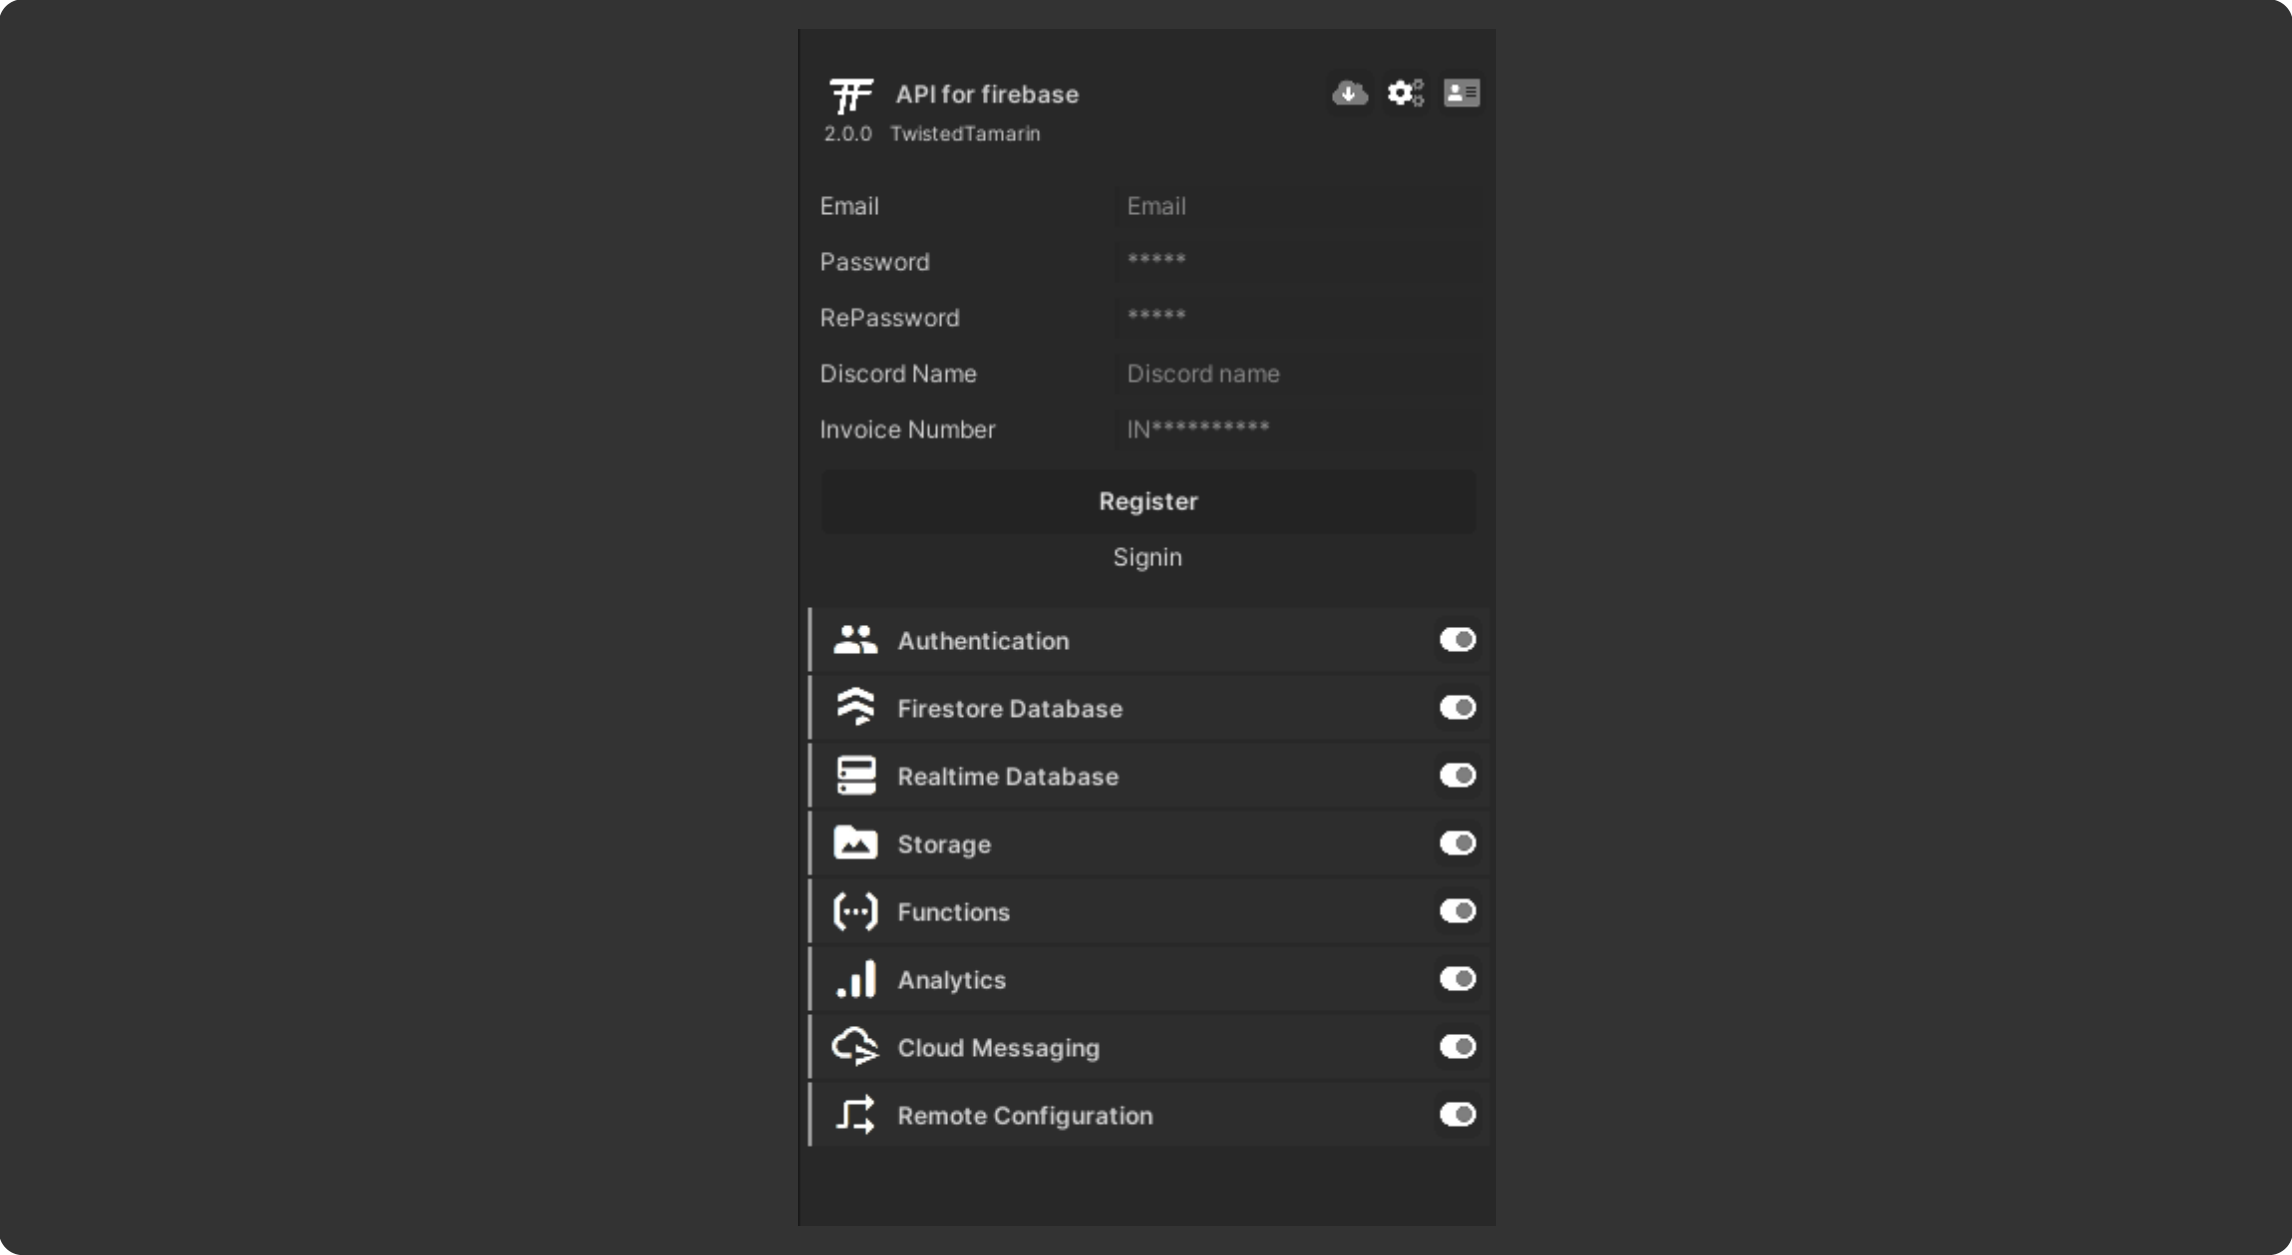 API for firebase
2.0.0 TwistedTamarin
Email Email
Password *****
RePassword *****
Discord Name Discord name
Invoice Number IN**********
Register
Signin
Authentication
Firestore Database
Realtime Database
Storage
Functions
Analytics
Cloud Messaging
Remote Configuration